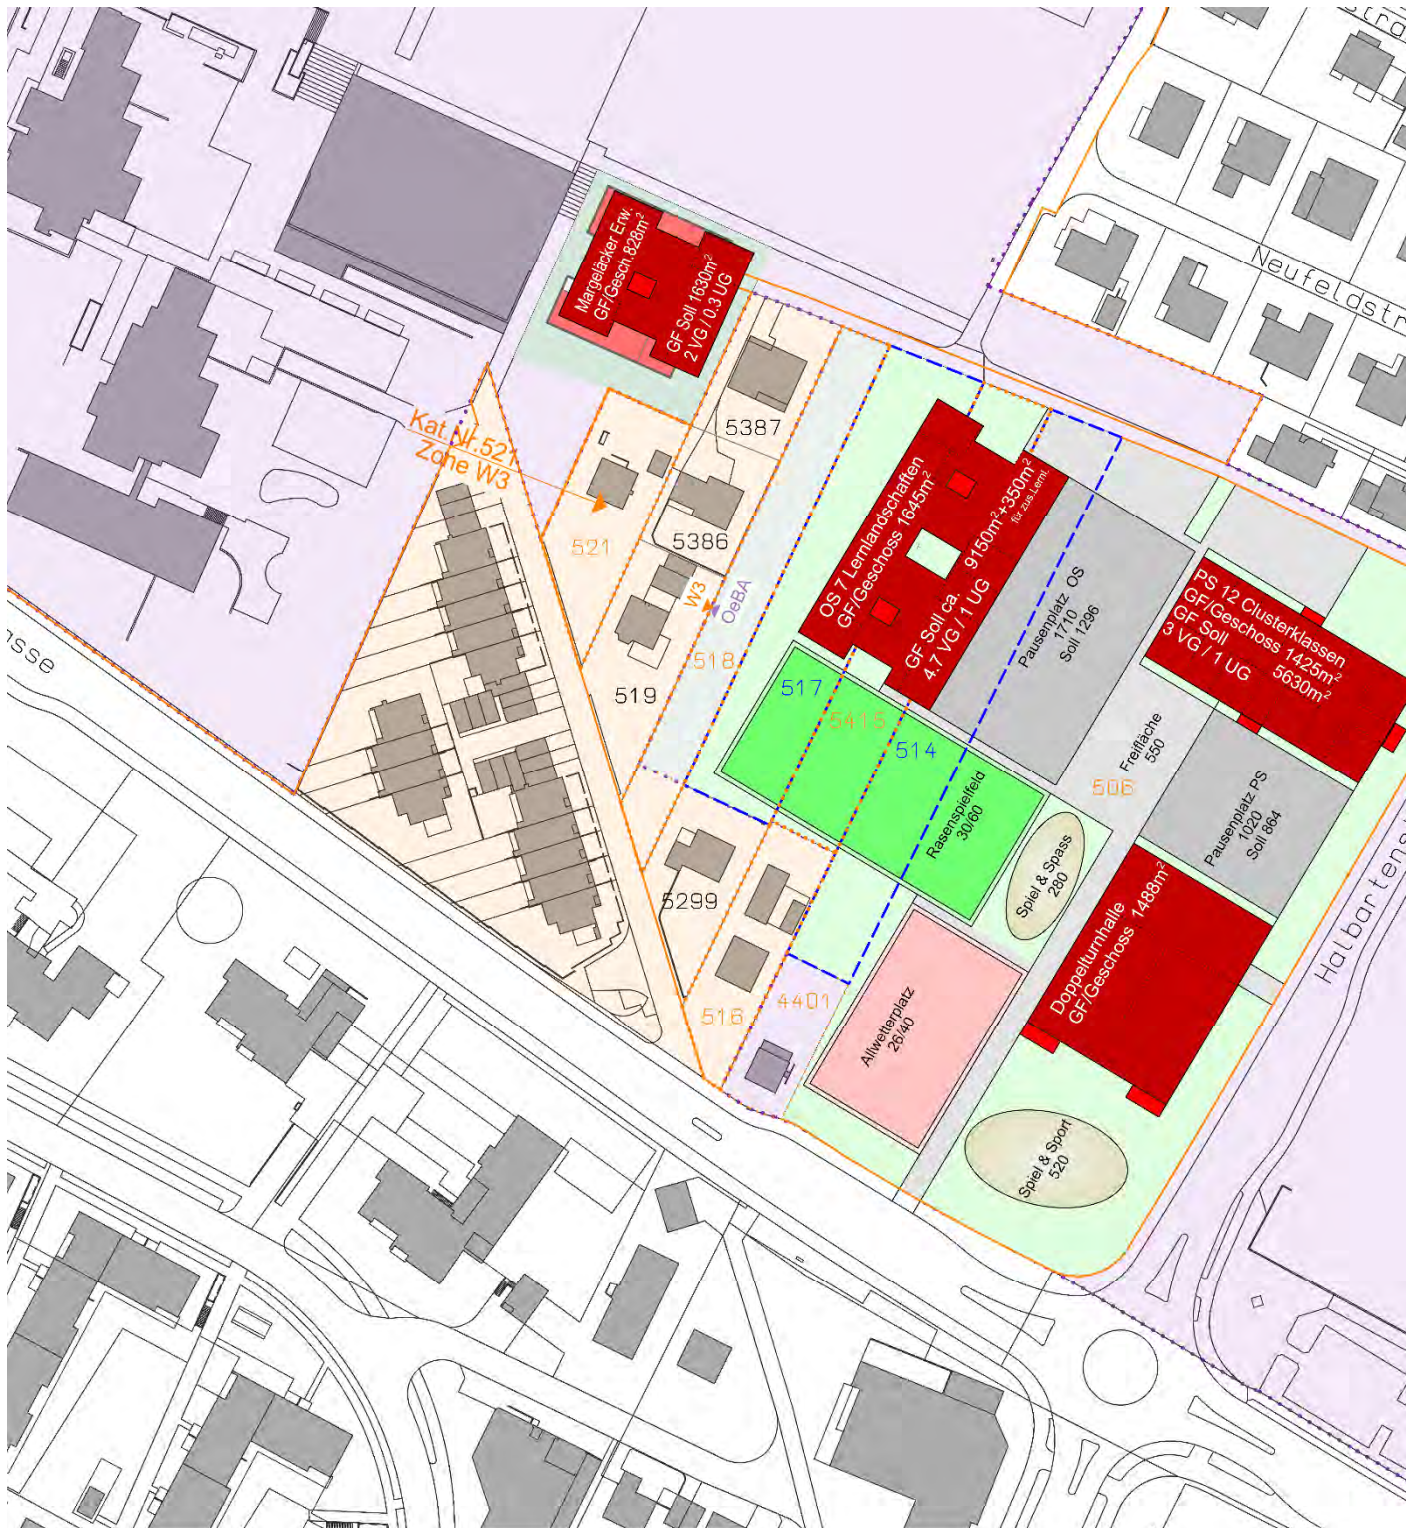 Neufeldstr
Margeläcker Erw.
GF/Gesch.828m²
GF Soll 1630m²
2 VG / 0.3 UG
Kat.Nr.521
Zone W3
5387
5386
521
519
W3
OeBA
518
OS 7 Lernlandschaften
GF/Geschoss 1645m²
GF Soll ca. 9150m²+350m²
für zus.Lernl.
4.7 VG / 1 UG
Pausenplatz OS
1710
Soll 1296
PS 12 Clusterklassen
GF/Geschoss 1425m²
GF Soll 5630m²
3 VG / 1 UG
517
5415
514
Freifläche
550
506
Pausenplatz PS
1020
Soll 864
Rasenspielfeld
30/60
Spiel & Spass
280
5299
516
4401
Allwetterplatz
26/40
Doppelturnhalle
GF/Geschoss 1488m²
Spiel & Sport
520
Halbartenst